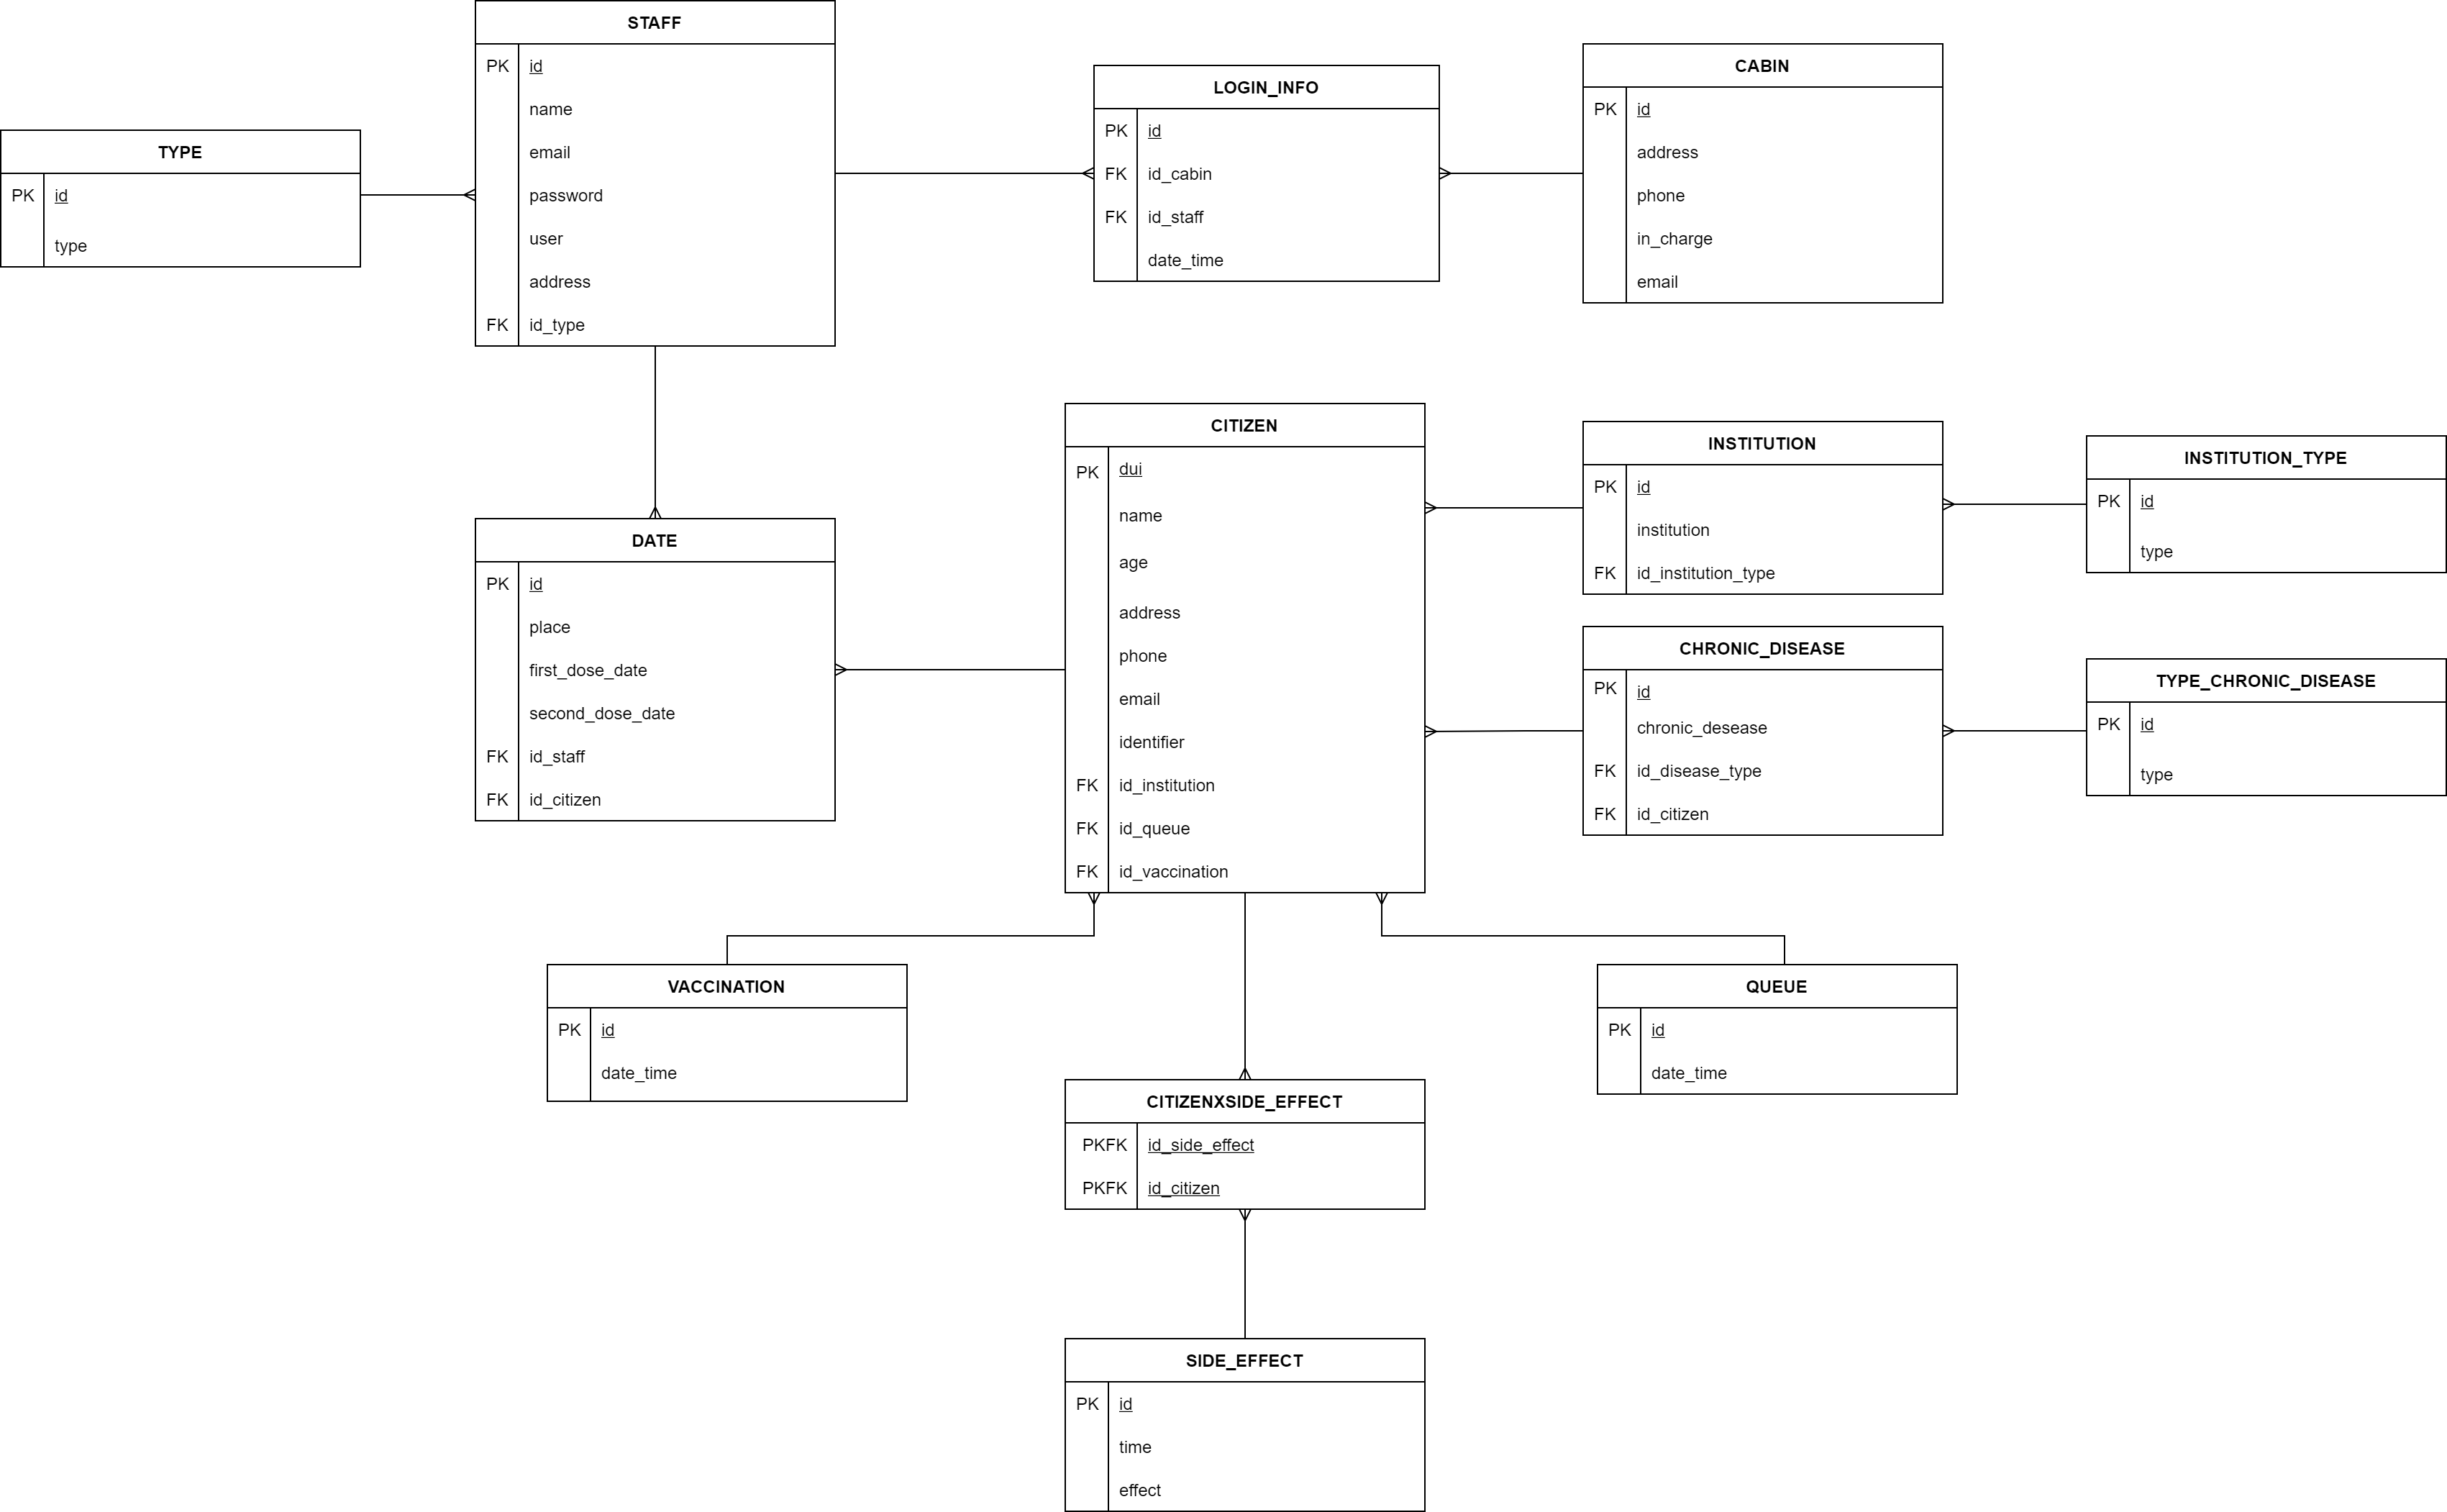 STAFF
PK id
name
email
password
user
address
FK id_type
TYPE
PK id
type
LOGIN_INFO
PK id
FK id_cabin
FK id_staff
date_time
CABIN
PK id
address
phone
in_charge
email
DATE
PK id
place
first_dose_date
second_dose_date
FK id_staff
FK id_citizen
CITIZEN
PK dui
name
age
address
phone
email
identifier
FK id_institution
FK id_queue
FK id_vaccination
INSTITUTION
PK id
institution
FK id_institution_type
INSTITUTION_TYPE
PK id
type
CHRONIC_DISEASE
PK id
chronic_desease
FK id_disease_type
FK id_citizen
TYPE_CHRONIC_DISEASE
PK id
type
VACCINATION
PK id
date_time
QUEUE
PK id
date_time
CITIZENXSIDE_EFFECT
PKFK id_side_effect
PKFK id_citizen
SIDE_EFFECT
PK id
time
effect